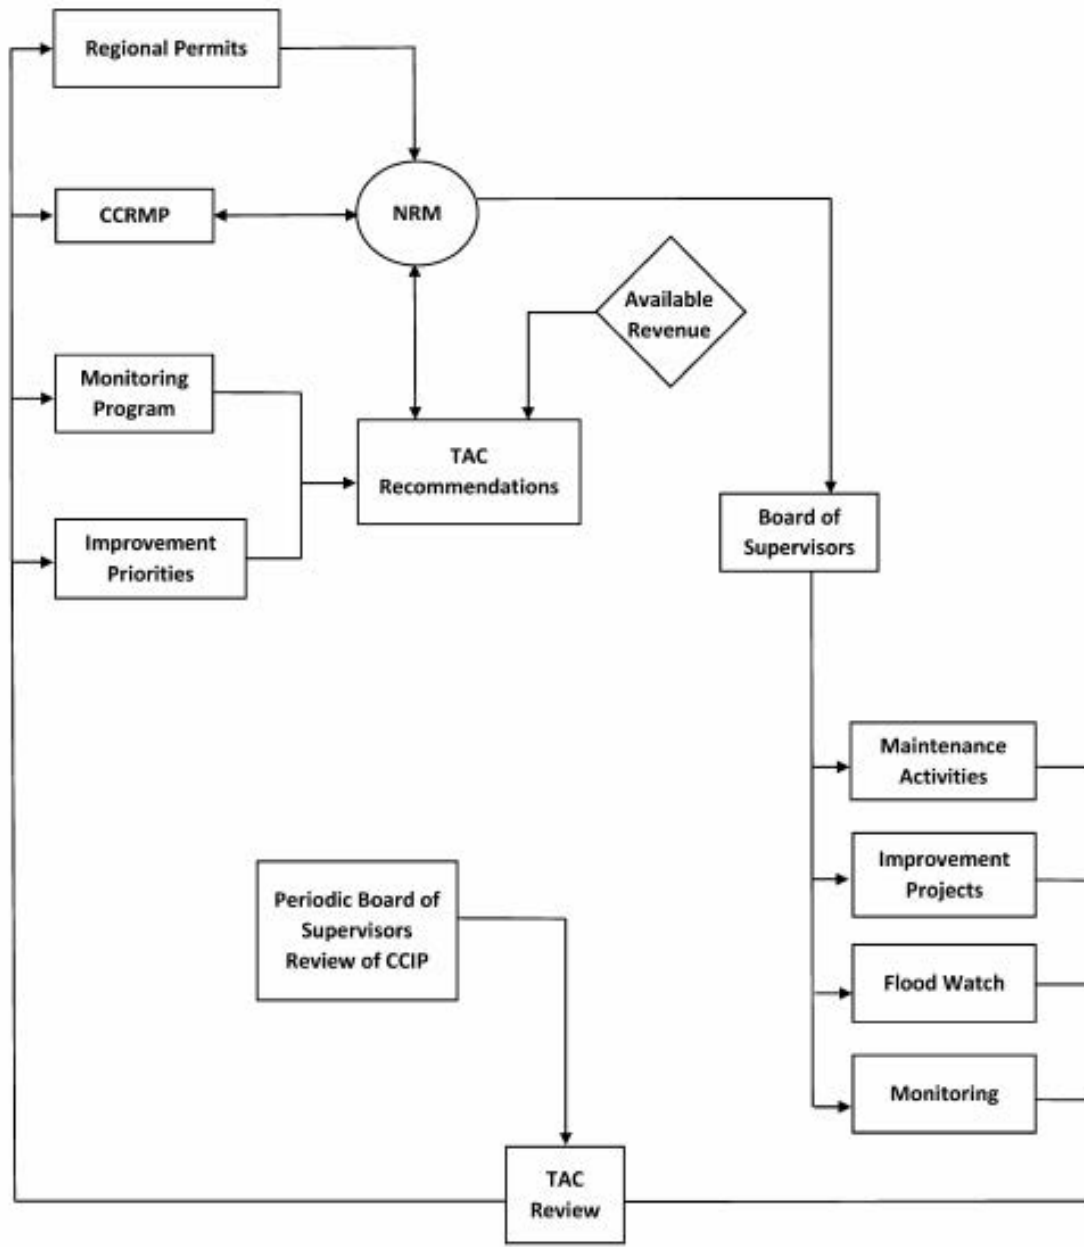 Regional Permits
CCRMP
NRM
Available
Revenue
Monitoring
Program
TAC
Recommendations
Improvement
Priorities
Board of
Supervisors
Maintenance
Activities
Improvement
Projects
Periodic Board of
Supervisors
Review of CCIP
Flood Watch
Monitoring
TAC
Review